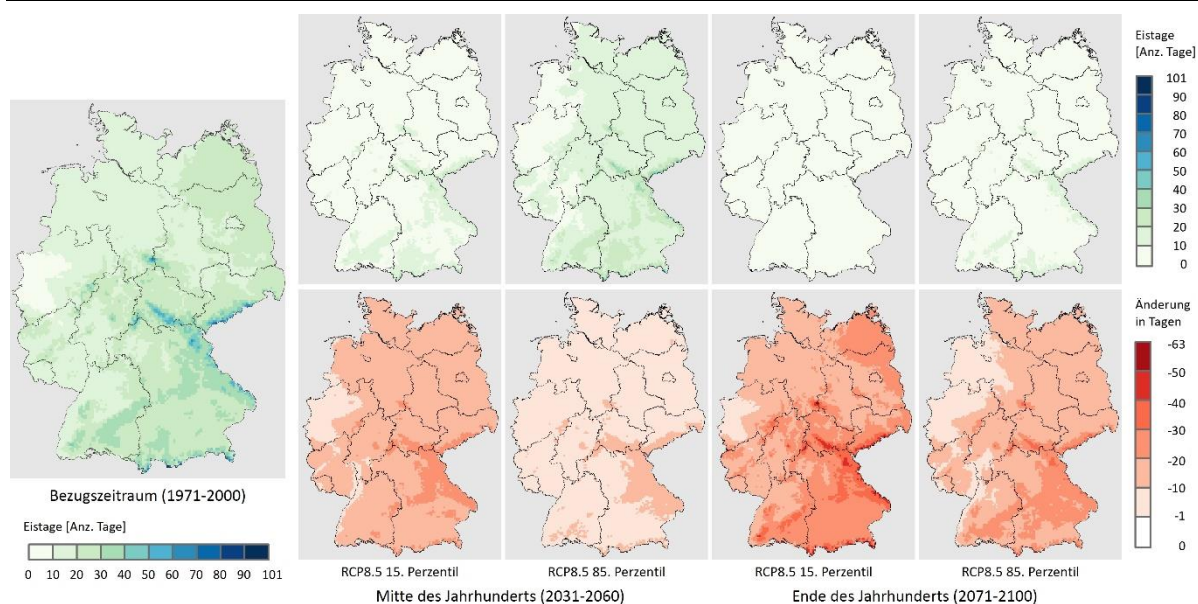 Eistage
[Anz. Tage]
101
90
80
70
60
50
40
30
20
10
0
Änderung
in Tagen
-63
-50
-40
-30
-20
-10
-1
0
Bezugszeitraum (1971-2000)
Eistage [Anz. Tage]
0 10 20 30 40 50 60 70 80 90 101
RCP8.5 15. Perzentil RCP8.5 85. Perzentil RCP8.5 15. Perzentil RCP8.5 85. Perzentil
Mitte des Jahrhunderts (2031-2060) Ende des Jahrhunderts (2071-2100)